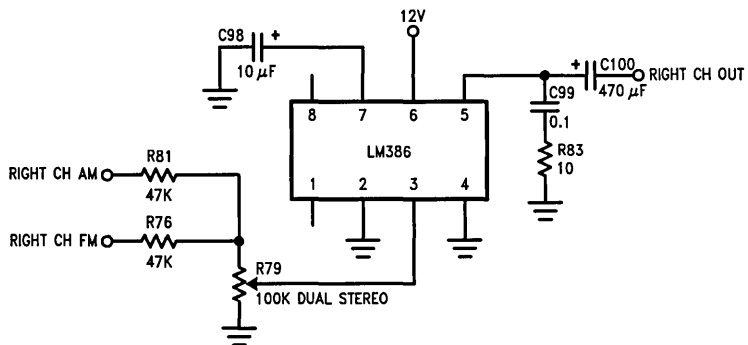 12V
C98
10 µF
+
+
C100
470 µF
RIGHT CH OUT
C99
0.1
R83
10
8 7 6 5
LM386
1 2 3 4
R81
RIGHT CH AM
47K
R76
RIGHT CH FM
47K
R79
100K DUAL STEREO